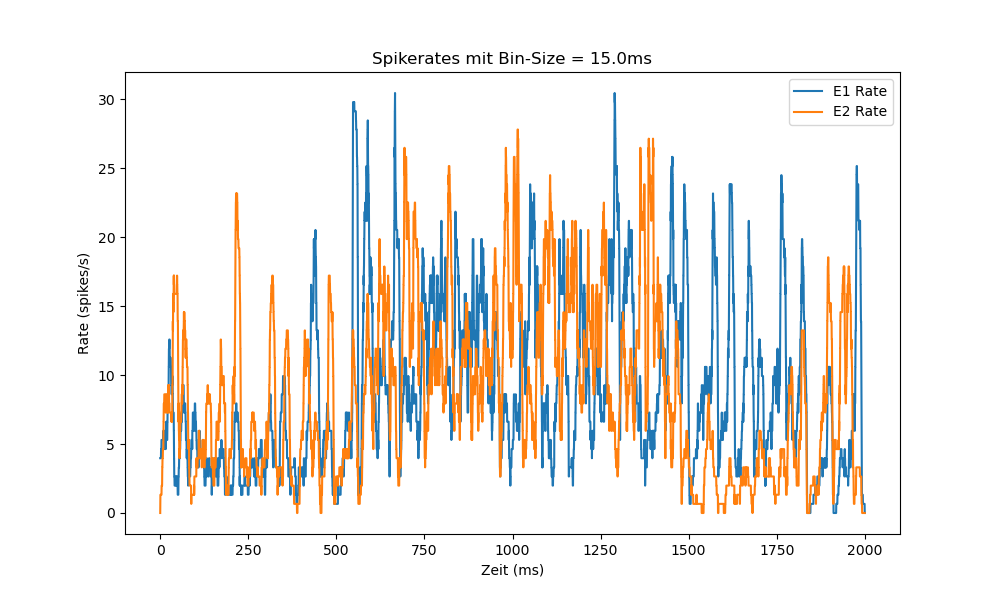 Spikerates mit Bin-Size = 15.0ms
E1 Rate
E2 Rate
30
25
20
15
10
5
0
Rate (spikes/s)
0 250 500 750 1000 1250 1500 1750 2000
Zeit (ms)